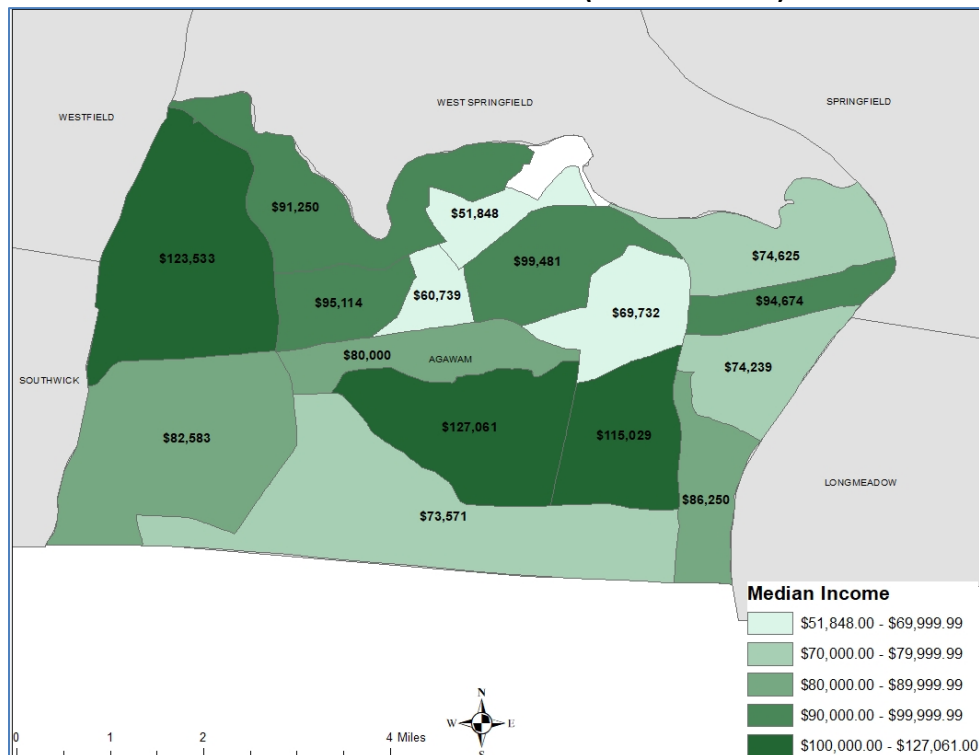 WEST SPRINGFIELD
SPRINGFIELD
WESTFIELD
$91,250
$51,848
$74,625
$123,533
$99,481
$60,739
$94,674
$95,114
$69,732
$80,000
AGAWAM
$74,239
SOUTHWICK
$127,061
$115,029
$82,583
LONGMEADOW
$86,250
$73,571
Median Income
$51,848.00 - $69,999.99
$70,000.00 - $79,999.99
$80,000.00 - $89,999.99
$90,000.00 - $99,999.99
$100,000.00 - $127,061.00
N
W E
S
0 1 2 4 Miles